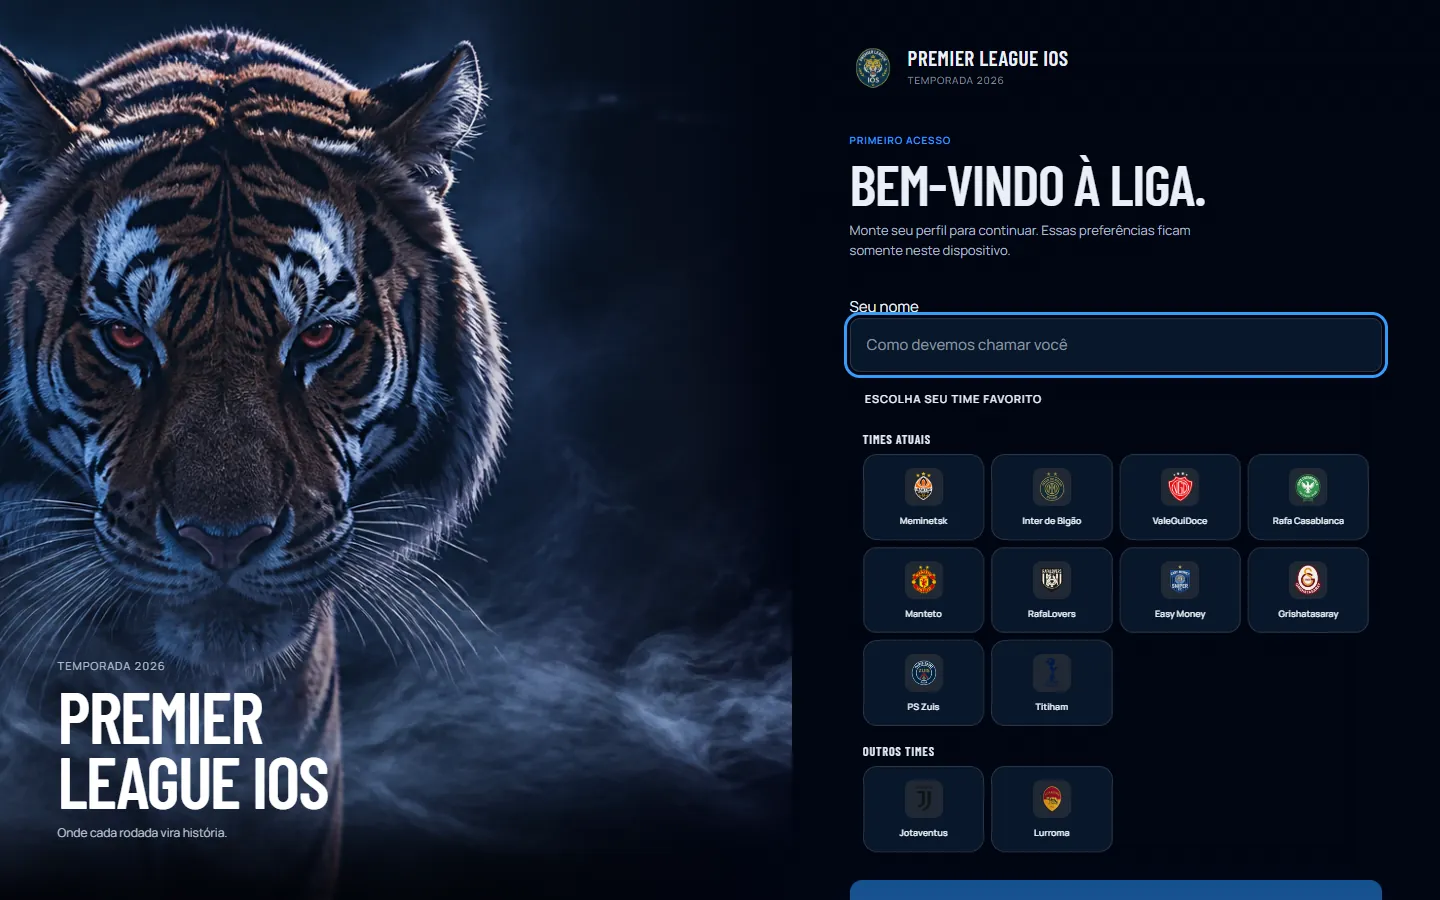 PREMIER LEAGUE IOS
TEMPORADA 2026
PRIMEIRO ACESSO
BEM-VINDO À LIGA.
Monte seu perfil para continuar. Essas preferências ficam
somente neste dispositivo.
Seu nome
Como devemos chamar você
ESCOLHA SEU TIME FAVORITO
TIMES ATUAIS
Meminetsk
Inter de Bigão
ValeGuiDoce
Rafa Casablanca
Manteto
RafaLovers
Easy Money
Grishatasaray
PS Zuis
Titiham
OUTROS TIMES
Jotaventus
Lurroma
TEMPORADA 2026
PREMIER
LEAGUE IOS
Onde cada rodada vira história.